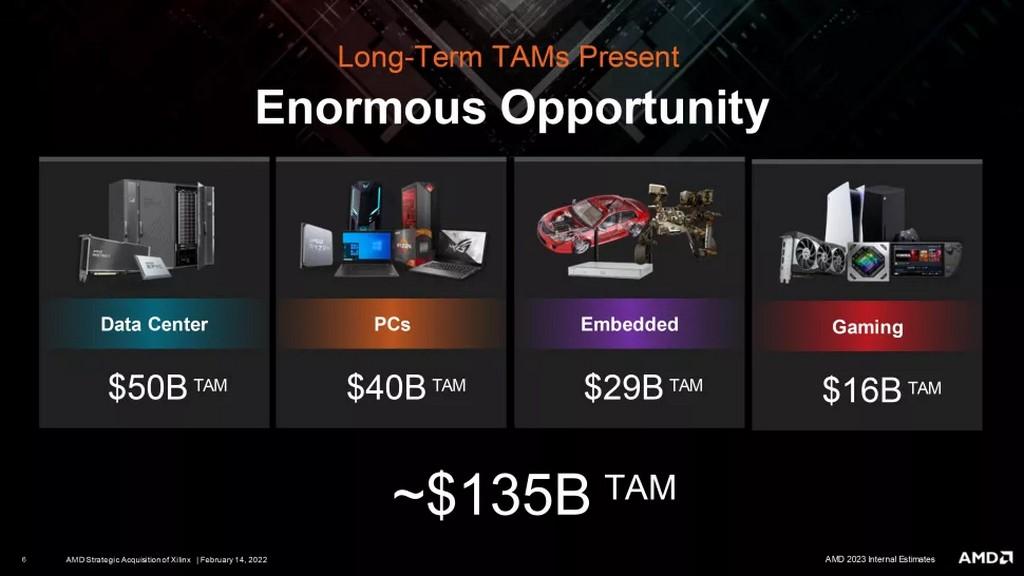 Long-Term TAMs Present
Enormous Opportunity
Data Center
PCs
Embedded
Gaming
$50B TAM
$40B TAM
$29B TAM
$16B TAM
~$135B TAM
6
AMD Strategic Acquisition of Xilinx | February 14, 2022
AMD 2023 Internal Estimates
AMD